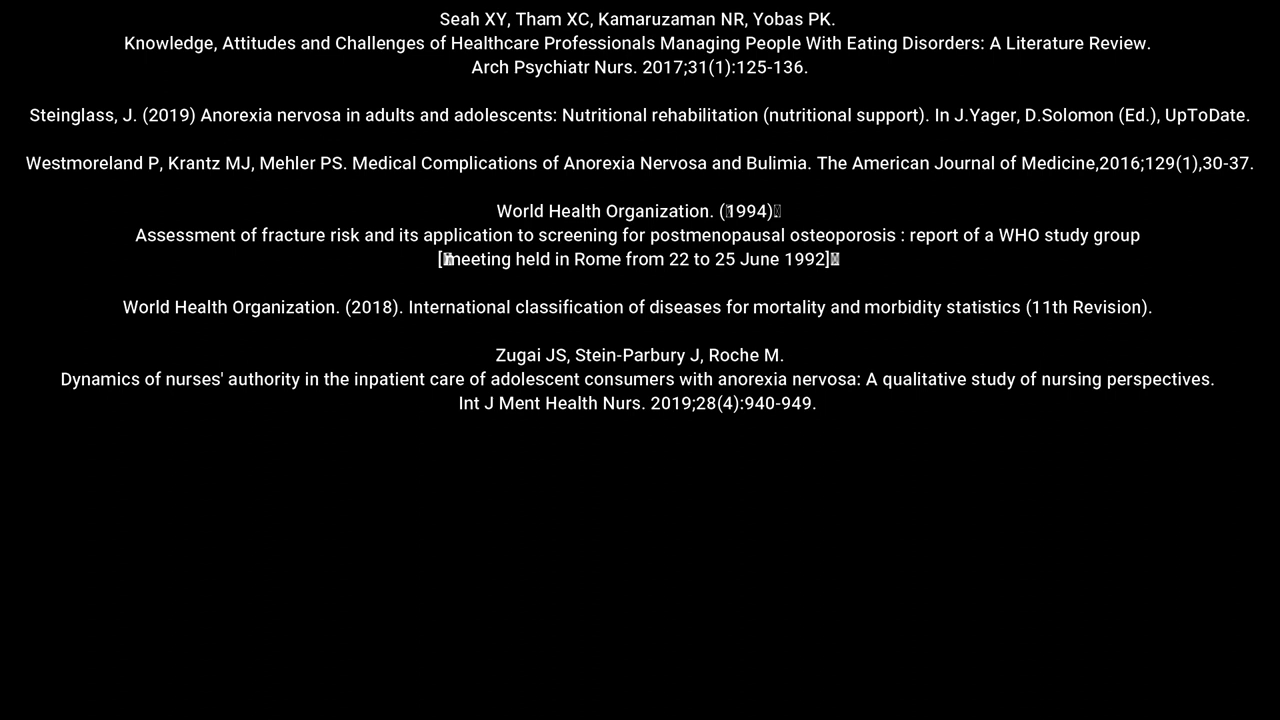 Seah XY, Tham XC, Kamaruzaman NR, Yobas PK.
Knowledge, Attitudes and Challenges of Healthcare Professionals Managing People With Eating Disorders: A Literature Review.
Arch Psychiatr Nurs. 2017;31(1):125-136.
Steinglass, J. (2019) Anorexia nervosa in adults and adolescents: Nutritional rehabilitation (nutritional support). In J.Yager, D.Solomon (Ed.), UpToDate.
Westmoreland P, Krantz MJ, Mehler PS. Medical Complications of Anorexia Nervosa and Bulimia. The American Journal of Medicine,2016;129(1),30-37.
World Health Organization. (1994)
Assessment of fracture risk and its application to screening for postmenopausal osteoporosis : report of a WHO study group
[meeting held in Rome from 22 to 25 June 1992]
World Health Organization. (2018). International classification of diseases for mortality and morbidity statistics (11th Revision).
Zugai JS, Stein-Parbury J, Roche M.
Dynamics of nurses' authority in the inpatient care of adolescent consumers with anorexia nervosa: A qualitative study of nursing perspectives.
Int J Ment Health Nurs. 2019;28(4):940-949.